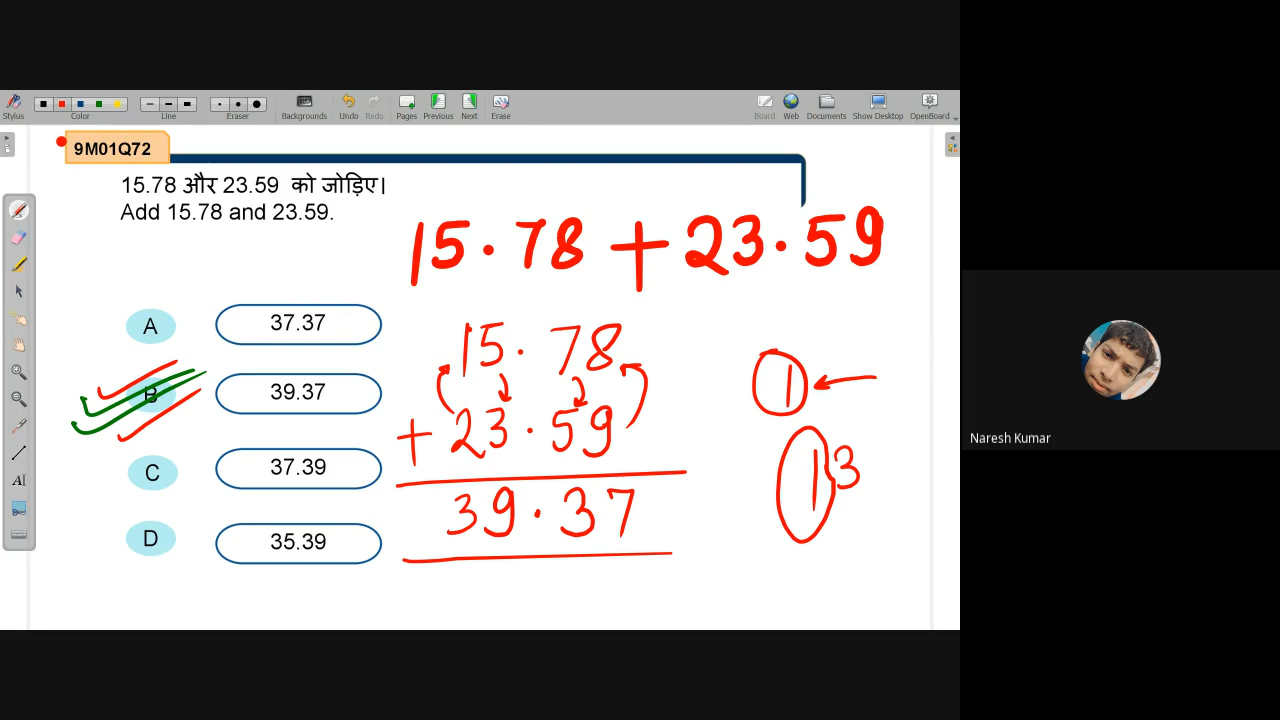 Stylus
Color
Line
Eraser
Backgrounds
Undo
Redo
Pages
Previous
Next
Erase
Board
Web
Documents
Show Desktop
OpenBoard
9M01Q72
15.78 और 23.59 को जोड़िए।
Add 15.78 and 23.59.
15.78 + 23.59
A 37.37
B 39.37
C 37.39
D 35.39
15.78
+ 23.59
39.37
1
13
Naresh Kumar